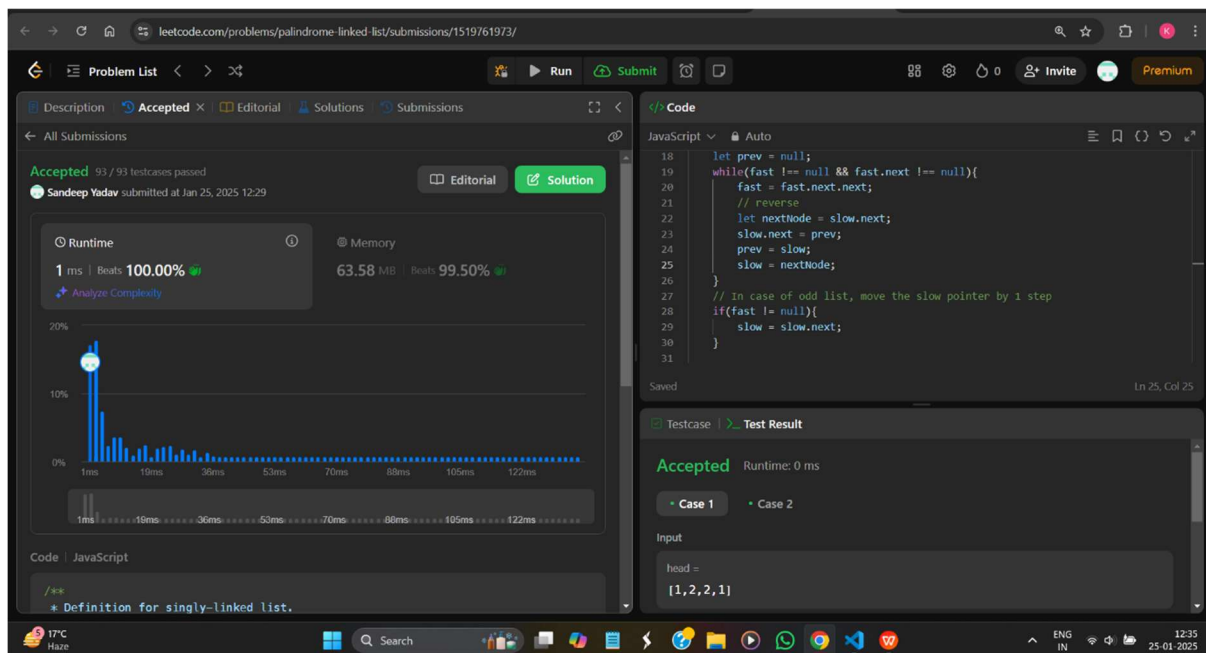 leetcode.com/problems/palindrome-linked-list/submissions/1519761973/
K
Problem List
Run
Submit
0
Invite
Premium
Description
Accepted
Editorial
Solutions
Submissions
All Submissions
Accepted 93 / 93 testcases passed
Sandeep Yadav submitted at Jan 25, 2025 12:29
Editorial
Solution
Runtime
1 ms | Beats 100.00%
Analyze Complexity
Memory
63.58 MB | Beats 99.50%
20%
10%
0%
1ms 19ms 36ms 53ms 70ms 88ms 105ms 122ms
1ms 19ms 36ms 53ms 70ms 88ms 105ms 122ms
Code | JavaScript
/**
* Definition for singly-linked list.
</> Code
JavaScript Auto
18 let prev = null;
19 while(fast !== null && fast.next !== null){
20 fast = fast.next.next;
21 // reverse
22 let nextNode = slow.next;
23 slow.next = prev;
24 prev = slow;
25 slow = nextNode;
26 }
27 // In case of odd list, move the slow pointer by 1 step
28 if(fast != null){
29 slow = slow.next;
30 }
31
Saved Ln 25, Col 25
Testcase | >_ Test Result
Accepted Runtime: 0 ms
• Case 1 • Case 2
Input
head =
[1,2,2,1]
5
17°C
Haze
Search
ENG
IN
12:35
25-01-2025